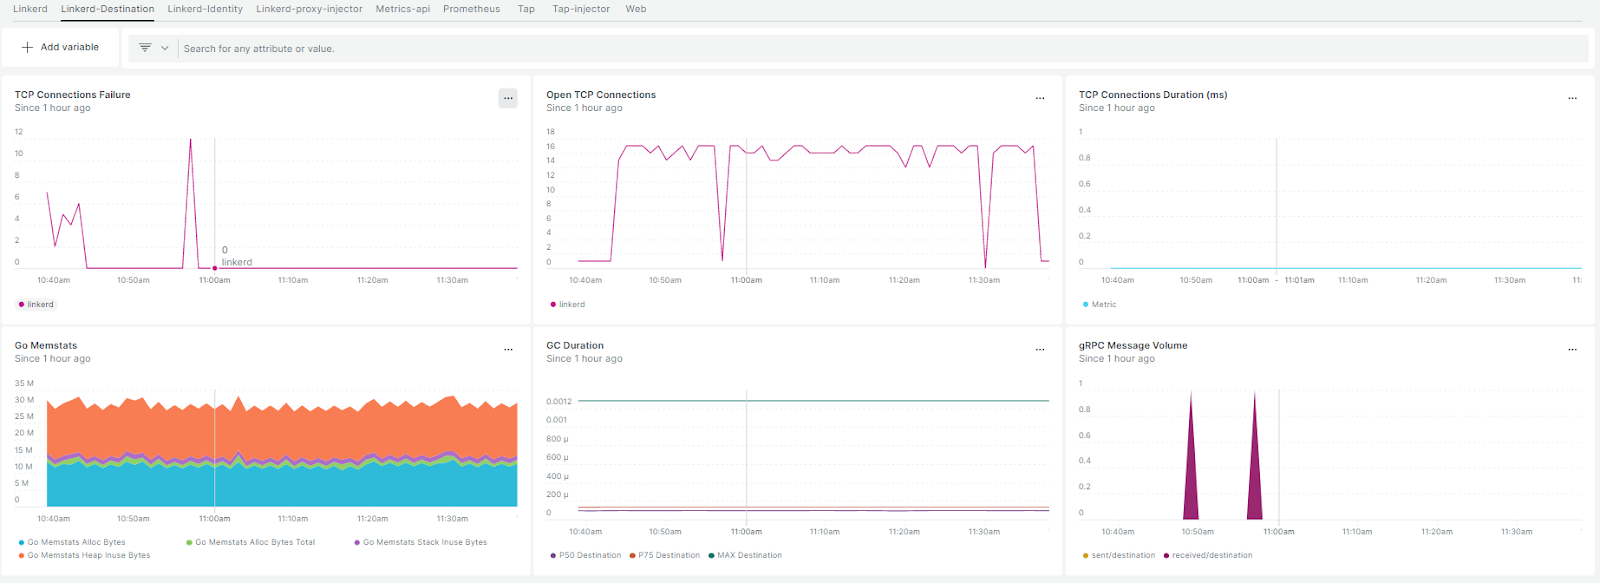 Linkerd Linkerd-Destination Linkerd-Identity Linkerd-proxy-injector Metrics-api Prometheus Tap Tap-injector Web
+ Add variable
Search for any attribute or value.
TCP Connections Failure
Since 1 hour ago
...
12
10
8
6
4
2
0
0
linkerd
10:40am 10:50am 11:00am 11:10am 11:20am 11:30am
linkerd
Open TCP Connections
Since 1 hour ago
...
18
16
14
12
10
8
6
4
2
0
10:40am 10:50am 11:00am 11:10am 11:20am 11:30am
linkerd
TCP Connections Duration (ms)
Since 1 hour ago
...
1
0.8
0.6
0.4
0.2
0
10:40am 10:50am 11:00am - 11:01am 11:10am 11:20am 11:30am 11:
Metric
Go Memstats
Since 1 hour ago
...
35 M
30 M
25 M
20 M
15 M
10 M
5 M
0
10:40am 10:50am 11:00am 11:10am 11:20am 11:30am
Go Memstats Alloc Bytes Go Memstats Alloc Bytes Total Go Memstats Stack Inuse Bytes
Go Memstats Heap Inuse Bytes
GC Duration
Since 1 hour ago
...
0.0012
0.001
800 µ
600 µ
400 µ
200 µ
0
10:40am 10:50am 11:00am 11:10am 11:20am 11:30am
P50 Destination P75 Destination MAX Destination
gRPC Message Volume
Since 1 hour ago
...
1
0.8
0.6
0.4
0.2
0
10:40am 10:50am 11:00am 11:10am 11:20am 11:30am
sent/destination received/destination